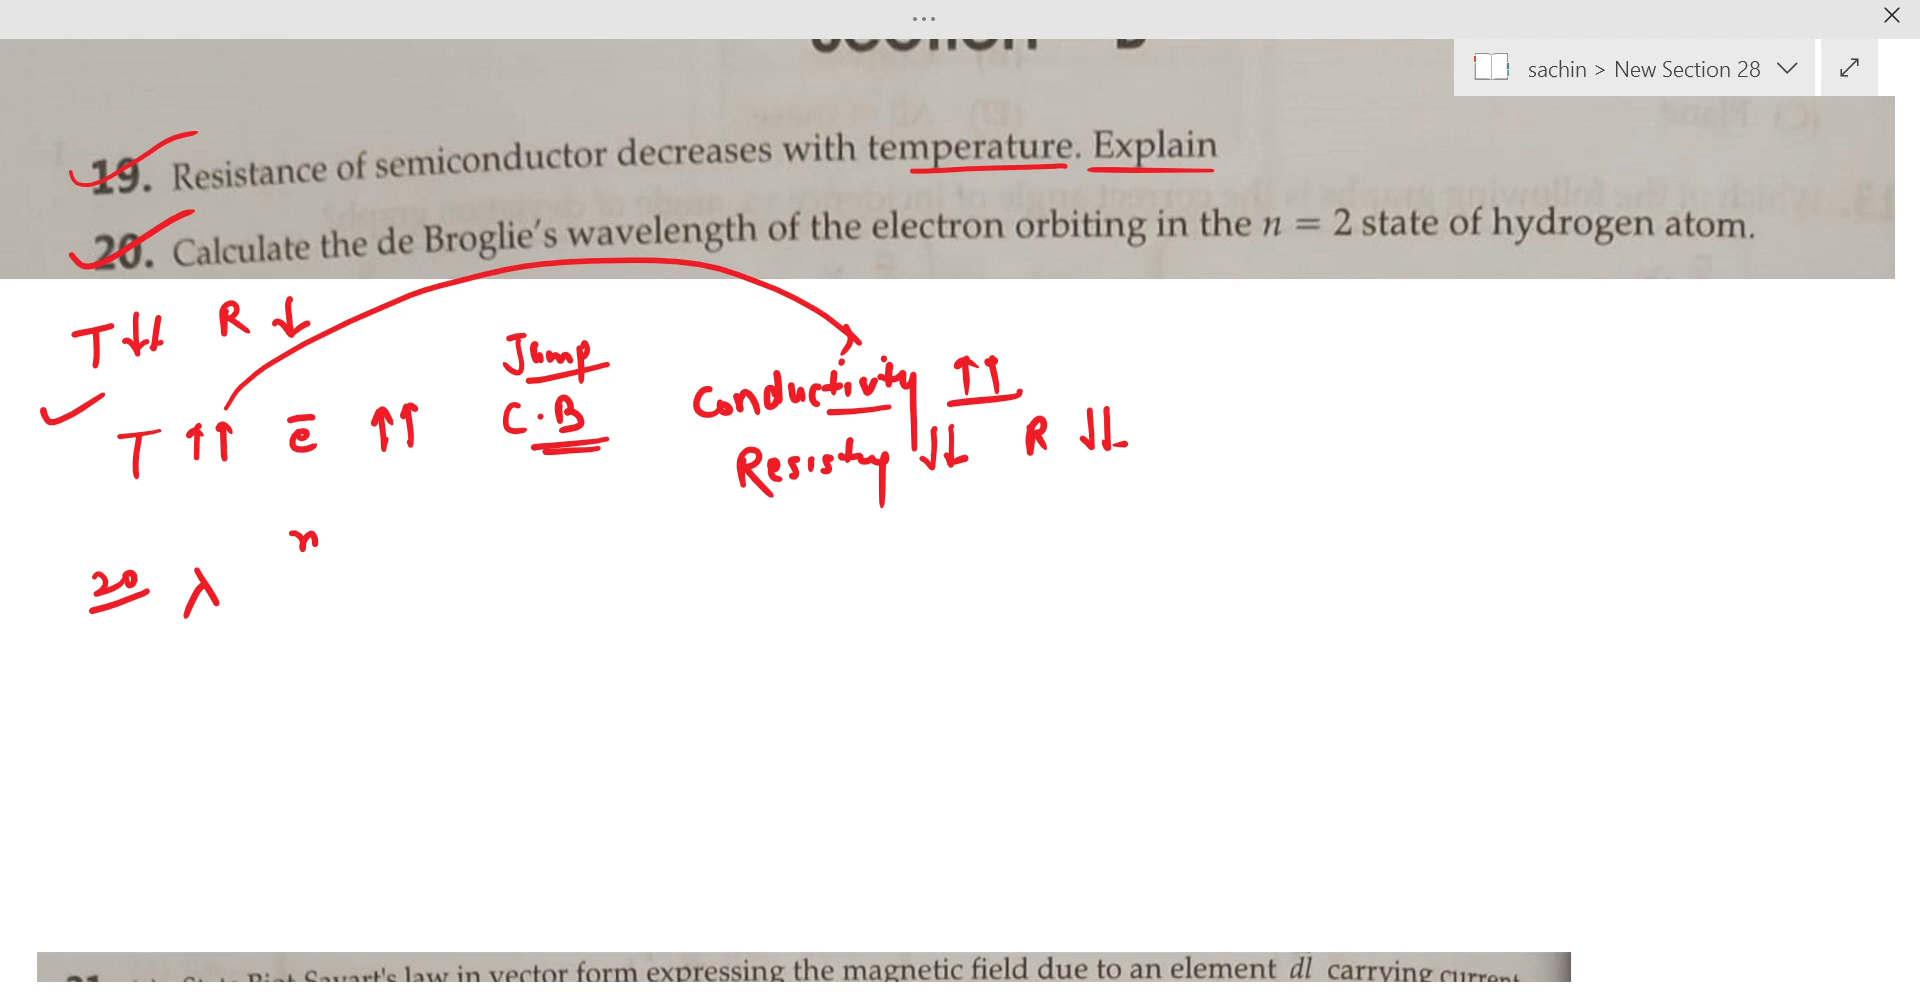 sachin > New Section 28
19. Resistance of semiconductor decreases with temperature. Explain
20. Calculate the de Broglie's wavelength of the electron orbiting in the n = 2 state of hydrogen atom.
T ↓↓ R ↓
Jump
T ↑↑ e̅ ↑↑ C.B Conductivity ↑↑
↓↓ R ↓↓
n
20 λ
Biot Savart's law in vector form expressing the magnetic field due to an element dl carrying current